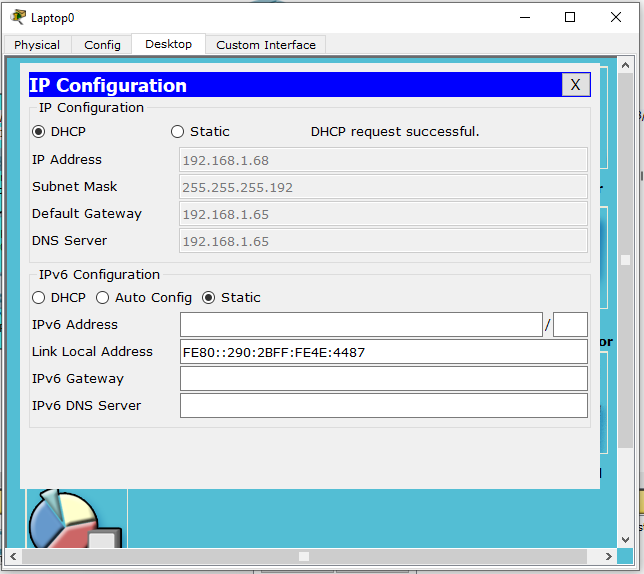 Laptop0
Physical Config Desktop Custom Interface
IP Configuration X
IP Configuration
DHCP Static DHCP request successful.
IP Address 192.168.1.68
Subnet Mask 255.255.255.192
Default Gateway 192.168.1.65
DNS Server 192.168.1.65
IPv6 Configuration
DHCP Auto Config Static
IPv6 Address /
Link Local Address FE80::290:2BFF:FE4E:4487
IPv6 Gateway
IPv6 DNS Server
or